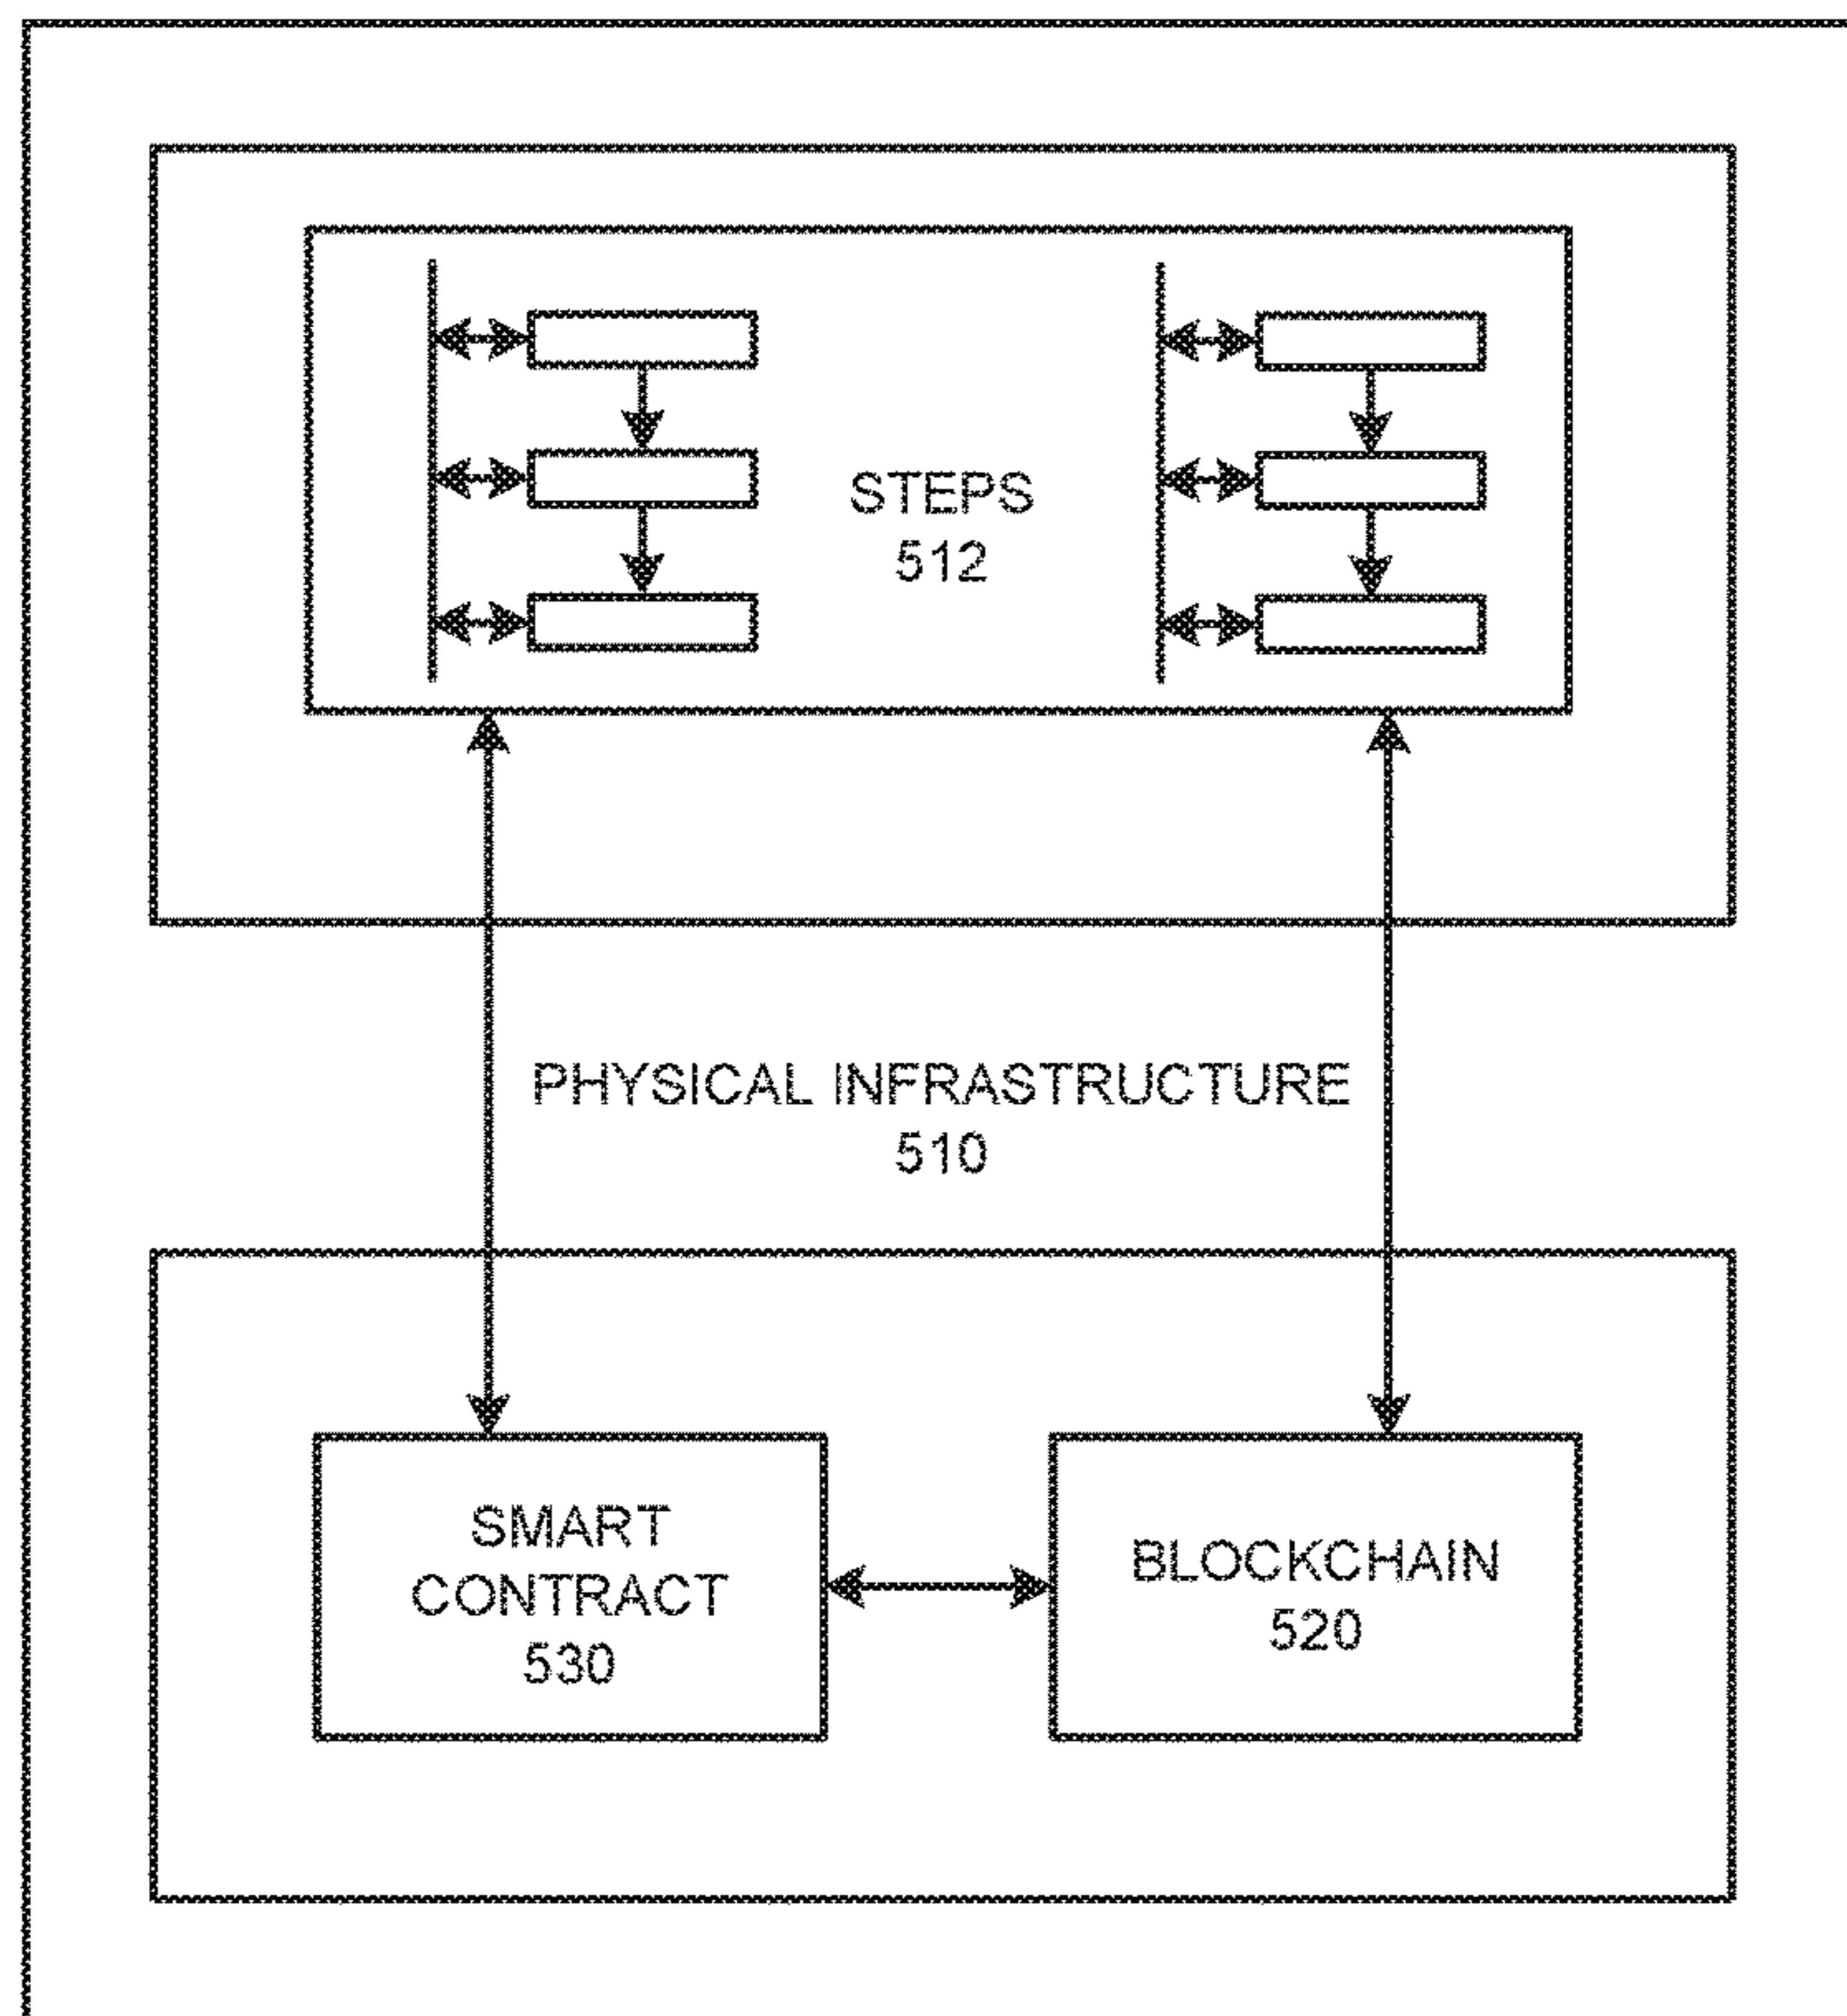 STEPS
512
PHYSICAL INFRASTRUCTURE
510
SMART
CONTRACT
530
BLOCKCHAIN
520